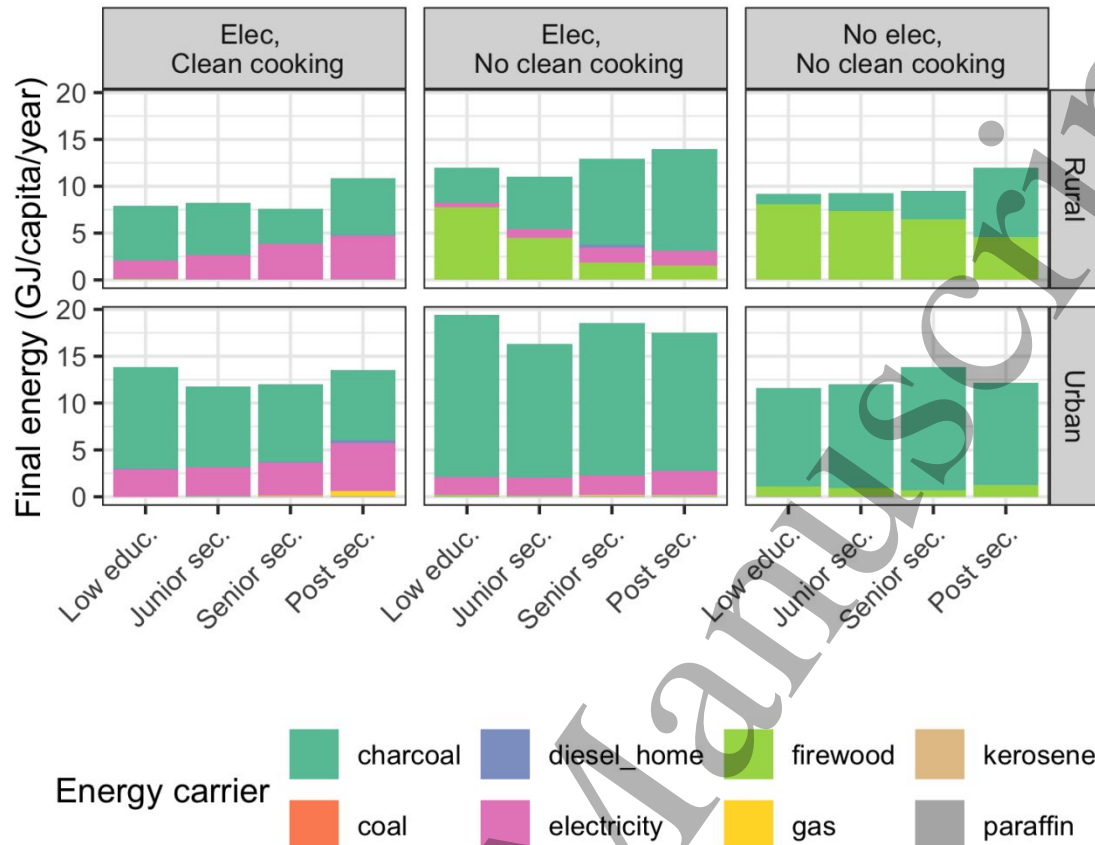 Elec,
Clean cooking
Elec,
No clean cooking
No elec,
No clean cooking
Final energy (GJ/capita/year)
20
15
10
5
0
Rural
20
15
10
5
0
Urban
Low educ.
Junior sec.
Senior sec.
Post sec.
Low educ.
Junior sec.
Senior sec.
Post sec.
Low educ.
Junior sec.
Senior sec.
Post sec.
Energy carrier
charcoal
diesel_home
firewood
kerosene
coal
electricity
gas
paraffin
Manuscrip